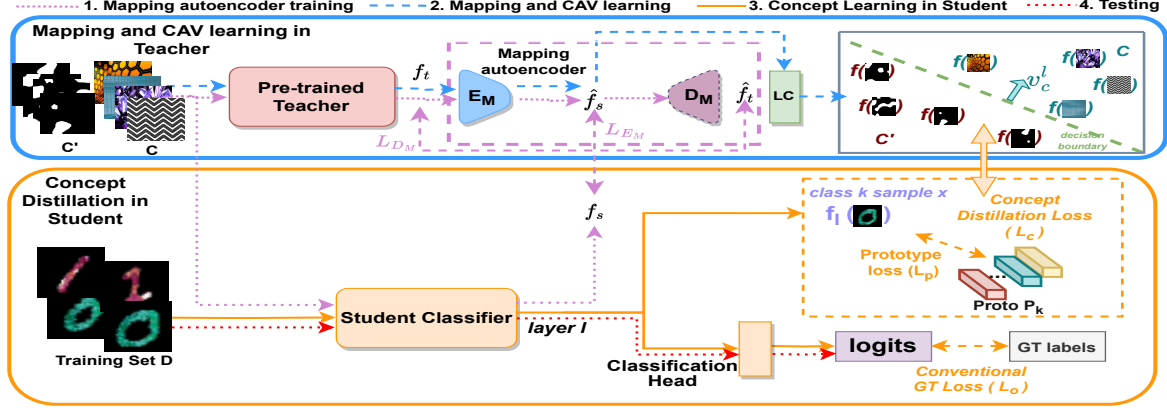 1. Mapping autoencoder training
2. Mapping and CAV learning
3. Concept Learning in Student
4. Testing
Mapping and CAV learning in
Teacher
C'
C
Pre-trained
Teacher
f_t
Mapping
autoencoder
E_M
f̂_s
D_M
f̂_t
LC
L_{D_M}
L_{E_M}
f( )
f( )
f( )
f( )
f( )
f( )
f( )
f( )
C
v_c^l
C'
decision
boundary
Concept
Distillation in
Student
f_s
Training Set D
Student Classifier
layer l
class k sample x
f_l ( )
Concept
Distillation Loss
( L_c )
Prototype
loss (L_p)
...
Proto P_k
Classification
Head
logits
GT labels
Conventional
GT Loss ( L_o )